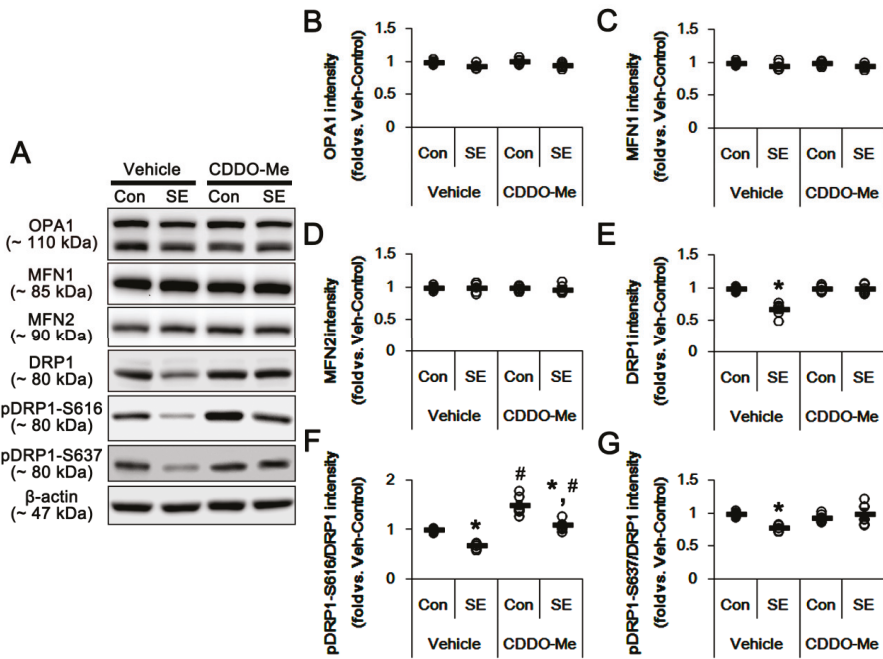 A
Vehicle CDDO-Me
Con SE Con SE
OPA1
(~ 110 kDa)
MFN1
(~ 85 kDa)
MFN2
(~ 90 kDa)
DRP1
(~ 80 kDa)
pDRP1-S616
(~ 80 kDa)
pDRP1-S637
(~ 80 kDa)
β-actin
(~ 47 kDa)
B
OPA1 intensity
(fold vs. Veh-Control)
1.5
1
0.5
0
Con SE Con SE
Vehicle CDDO-Me
C
MFN1 intensity
(fold vs. Veh-Control)
1.5
1
0.5
0
Con SE Con SE
Vehicle CDDO-Me
D
MFN2 intensity
(fold vs. Veh-Control)
1.5
1
0.5
0
Con SE Con SE
Vehicle CDDO-Me
E
DRP1 intensity
(fold vs. Veh-Control)
1.5
1
0.5
0
*
Con SE Con SE
Vehicle CDDO-Me
F
pDRP1-S616/DRP1 intensity
(fold vs. Veh-Control)
2
1
0
* # *,#
Con SE Con SE
Vehicle CDDO-Me
G
pDRP1-S637/DRP1 intensity
(fold vs. Veh-Control)
1.5
1
0.5
0
*
Con SE Con SE
Vehicle CDDO-Me